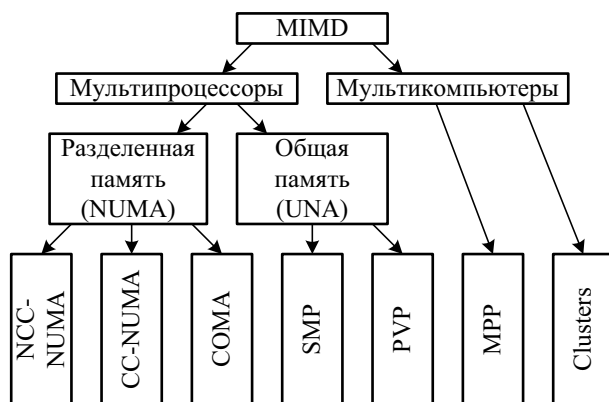 MIMD
Мультипроцессоры
Мультикомпьютеры
Разделенная
память
(NUMA)
Общая
память
(UNA)
NCC-
NUMA
CC-NUMA
COMA
SMP
PVP
MPP
Clusters